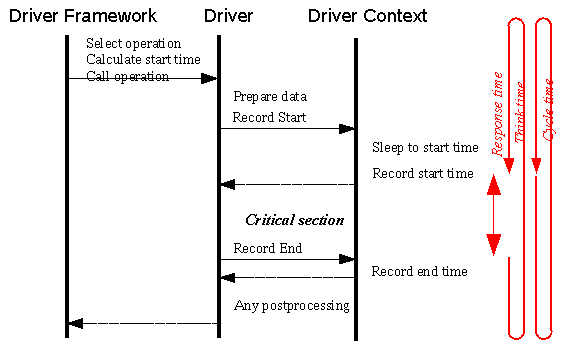 Driver Framework
Driver
Driver Context
Select operation
Calculate start time
Call operation
Prepare data
Record Start
Sleep to start time
Record start time
Critical section
Record End
Record end time
Any postprocessing
Response time
Think time
Cycle time